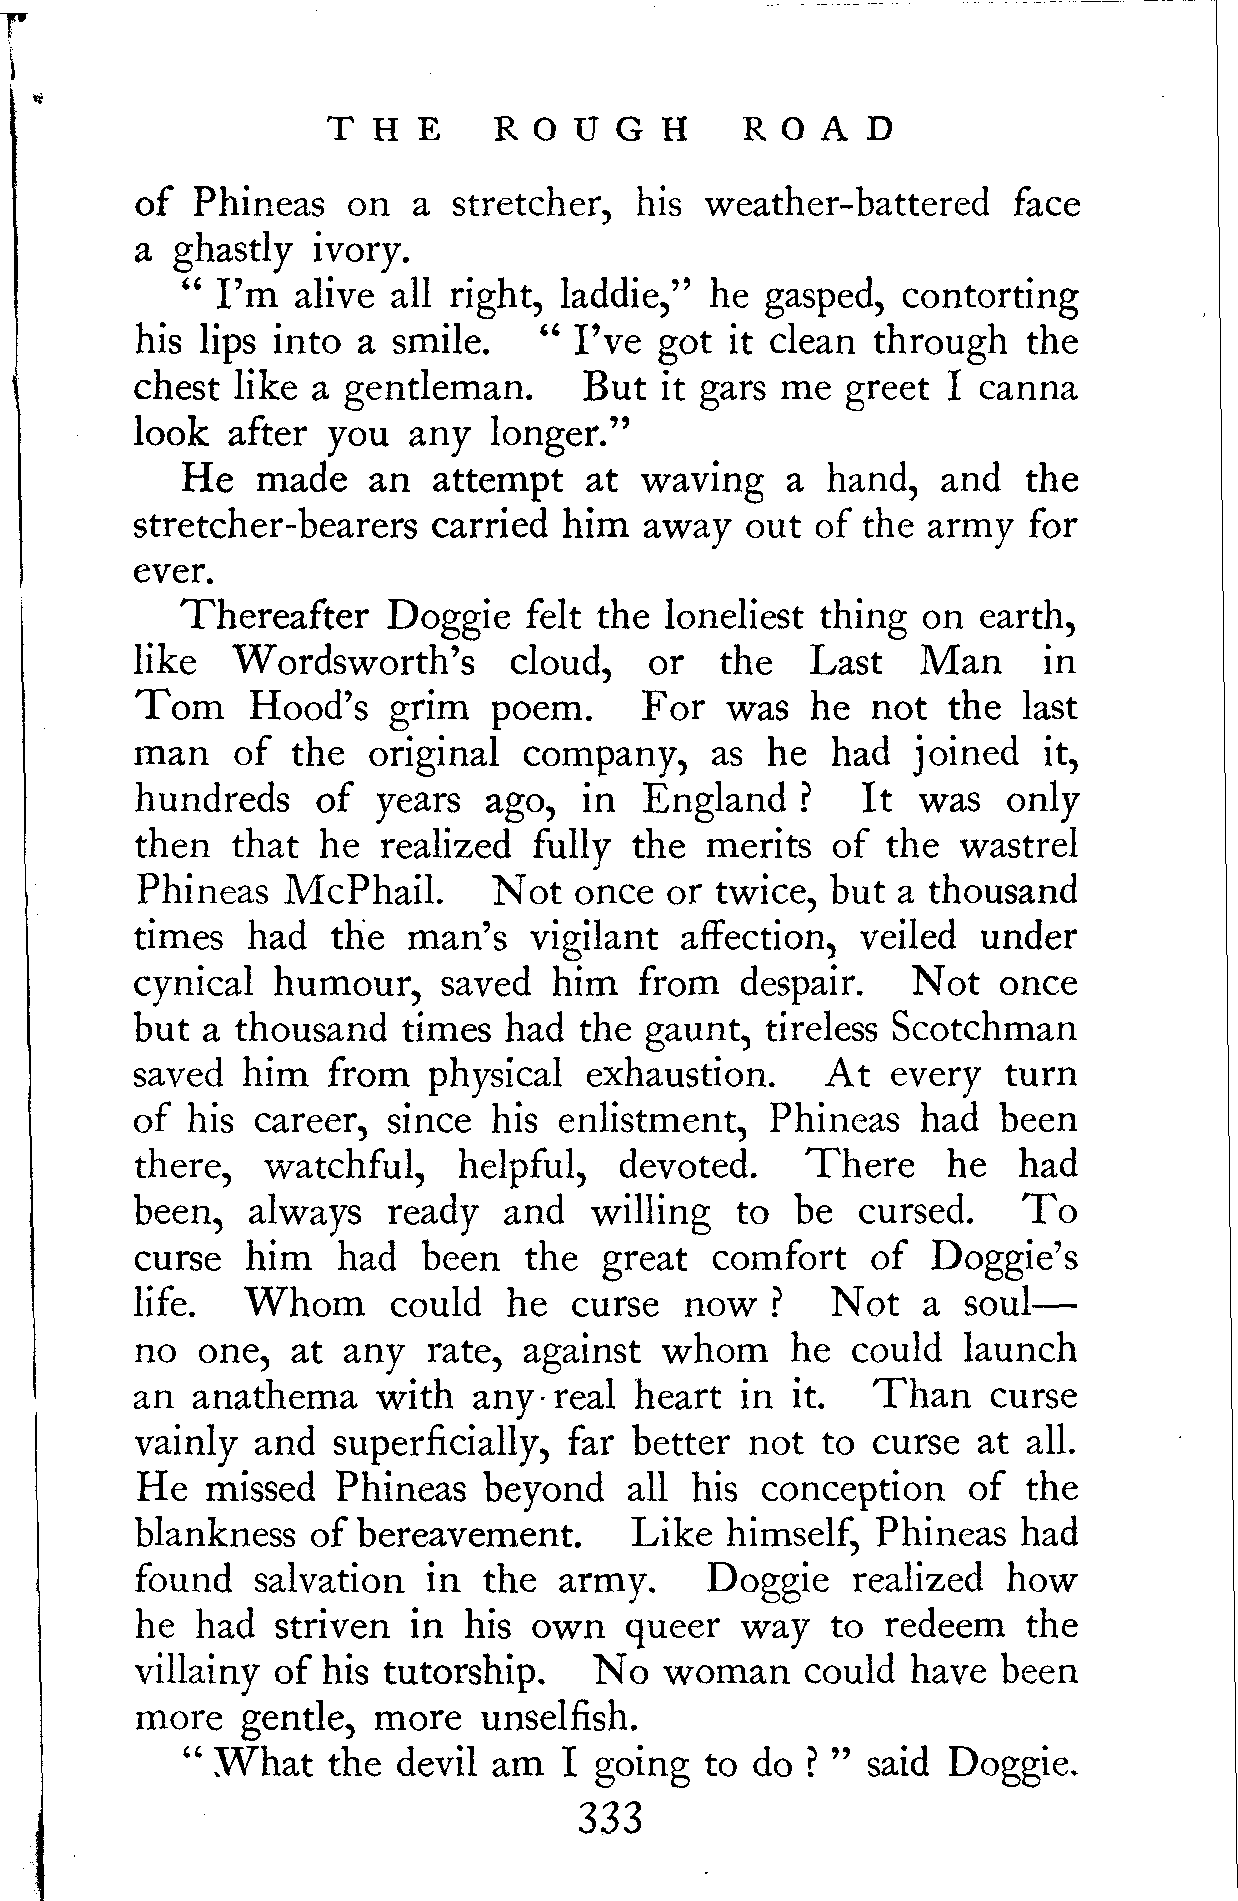 THE ROUGH ROAD
of Phineas on a stretcher, his weather-battered face
a ghastly ivory.
“ I’m alive all right, laddie,” he gasped, contorting
his lips into a smile. “ I’ve got it clean through the
chest like a gentleman. But it gars me greet I canna
look after you any longer.”
He made an attempt at waving a hand, and the
stretcher-bearers carried him away out of the army for
ever.
Thereafter Doggie felt the loneliest thing on earth,
like Wordsworth’s cloud, or the Last Man in
Tom Hood’s grim poem. For was he not the last
man of the original company, as he had joined it,
hundreds of years ago, in England ? It was only
then that he realized fully the merits of the wastrel
Phineas McPhail. Not once or twice, but a thousand
times had the man’s vigilant affection, veiled under
cynical humour, saved him from despair. Not once
but a thousand times had the gaunt, tireless Scotchman
saved him from physical exhaustion. At every turn
of his career, since his enlistment, Phineas had been
there, watchful, helpful, devoted. There he had
been, always ready and willing to be cursed. To
curse him had been the great comfort of Doggie’s
life. Whom could he curse now ? Not a soul—
no one, at any rate, against whom he could launch
an anathema with any real heart in it. Than curse
vainly and superficially, far better not to curse at all.
He missed Phineas beyond all his conception of the
blankness of bereavement. Like himself, Phineas had
found salvation in the army. Doggie realized how
he had striven in his own queer way to redeem the
villainy of his tutorship. No woman could have been
more gentle, more unselfish.
“ What the devil am I going to do ? ” said Doggie.
333